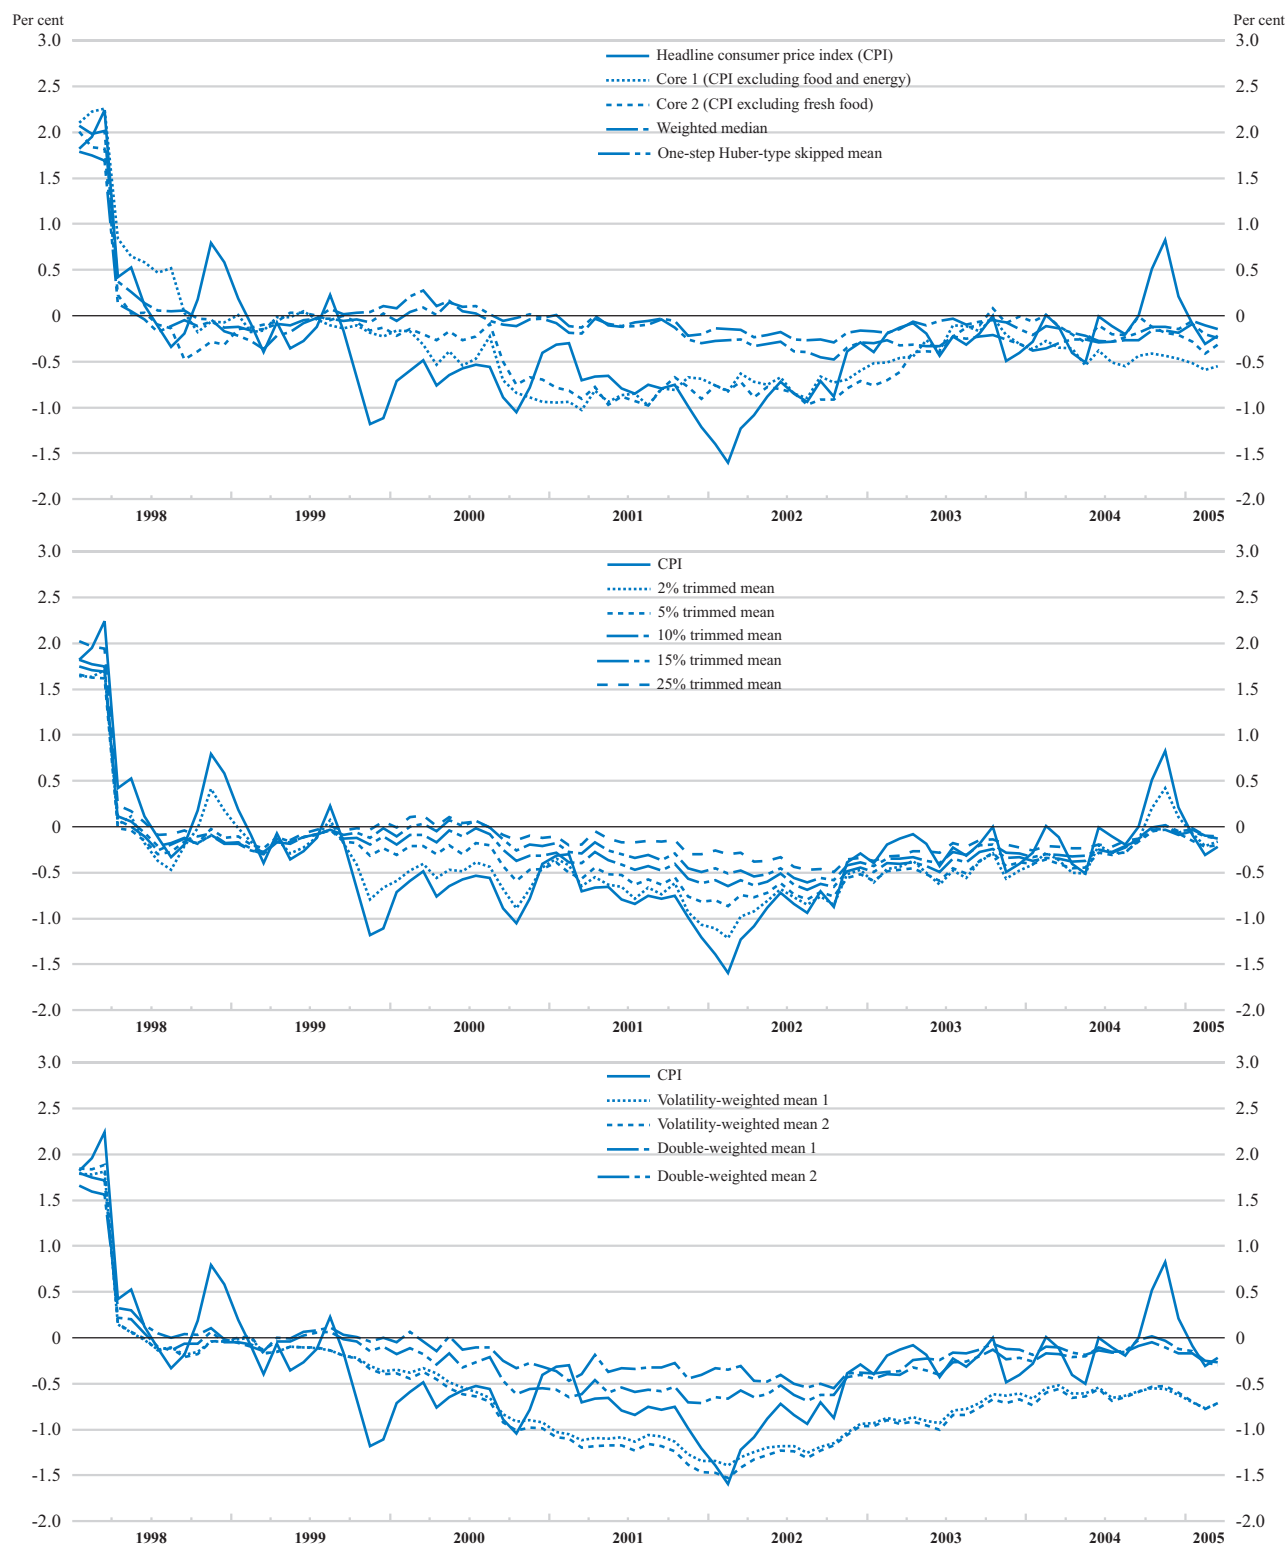 Per cent Per cent
3.0 3.0
Headline consumer price index (CPI)
2.5 Core 1 (CPI excluding food and energy) 2.5
Core 2 (CPI excluding fresh food)
2.0 Weighted median 2.0
One-step Huber-type skipped mean
1.5 1.5
1.0 1.0
0.5 0.5
0 0
-0.5 -0.5
-1.0 -1.0
-1.5 -1.5
-2.0 -2.0
1998 1999 2000 2001 2002 2003 2004 2005
3.0 3.0
CPI
2.5 2% trimmed mean 2.5
5% trimmed mean
2.0 10% trimmed mean 2.0
15% trimmed mean
1.5 25% trimmed mean 1.5
1.0 1.0
0.5 0.5
0 0
-0.5 -0.5
-1.0 -1.0
-1.5 -1.5
-2.0 -2.0
1998 1999 2000 2001 2002 2003 2004 2005
3.0 3.0
CPI
2.5 Volatility-weighted mean 1 2.5
Volatility-weighted mean 2
2.0 Double-weighted mean 1 2.0
Double-weighted mean 2
1.5 1.5
1.0 1.0
0.5 0.5
0 0
-0.5 -0.5
-1.0 -1.0
-1.5 -1.5
-2.0 -2.0
1998 1999 2000 2001 2002 2003 2004 2005